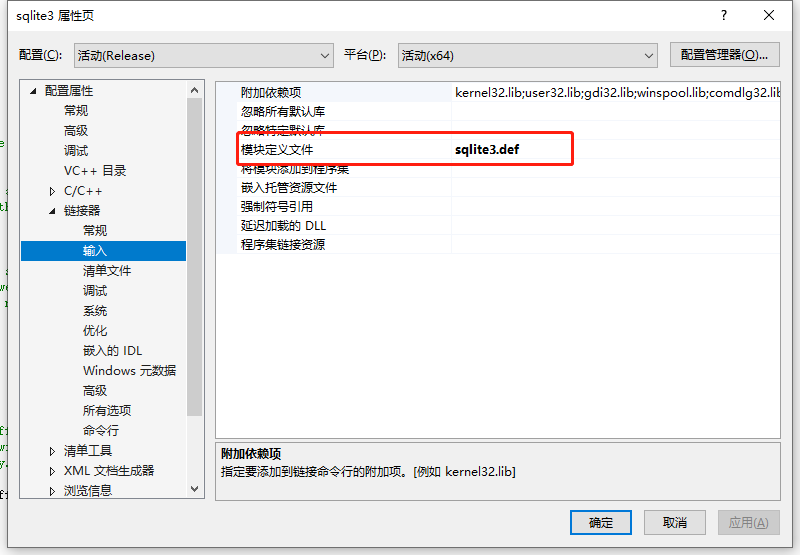 sqlite3 属性页
配置(C): 活动(Release) 平台(P): 活动(x64) 配置管理器(O)...
配置属性
常规
高级
调试
VC++ 目录
C/C++
链接器
常规
输入
清单文件
调试
系统
优化
嵌入的 IDL
Windows 元数据
高级
所有选项
命令行
清单工具
XML 文档生成器
浏览信息
附加依赖项 kernel32.lib;user32.lib;gdi32.lib;winspool.lib;comdlg32.lib
忽略所有默认库
忽略特定默认库
模块定义文件 sqlite3.def
将模块添加到程序集
嵌入托管资源文件
强制符号引用
延迟加载的 DLL
程序集链接资源
附加依赖项
指定要添加到链接命令行的附加项。[例如 kernel32.lib]
确定 取消 应用(A)